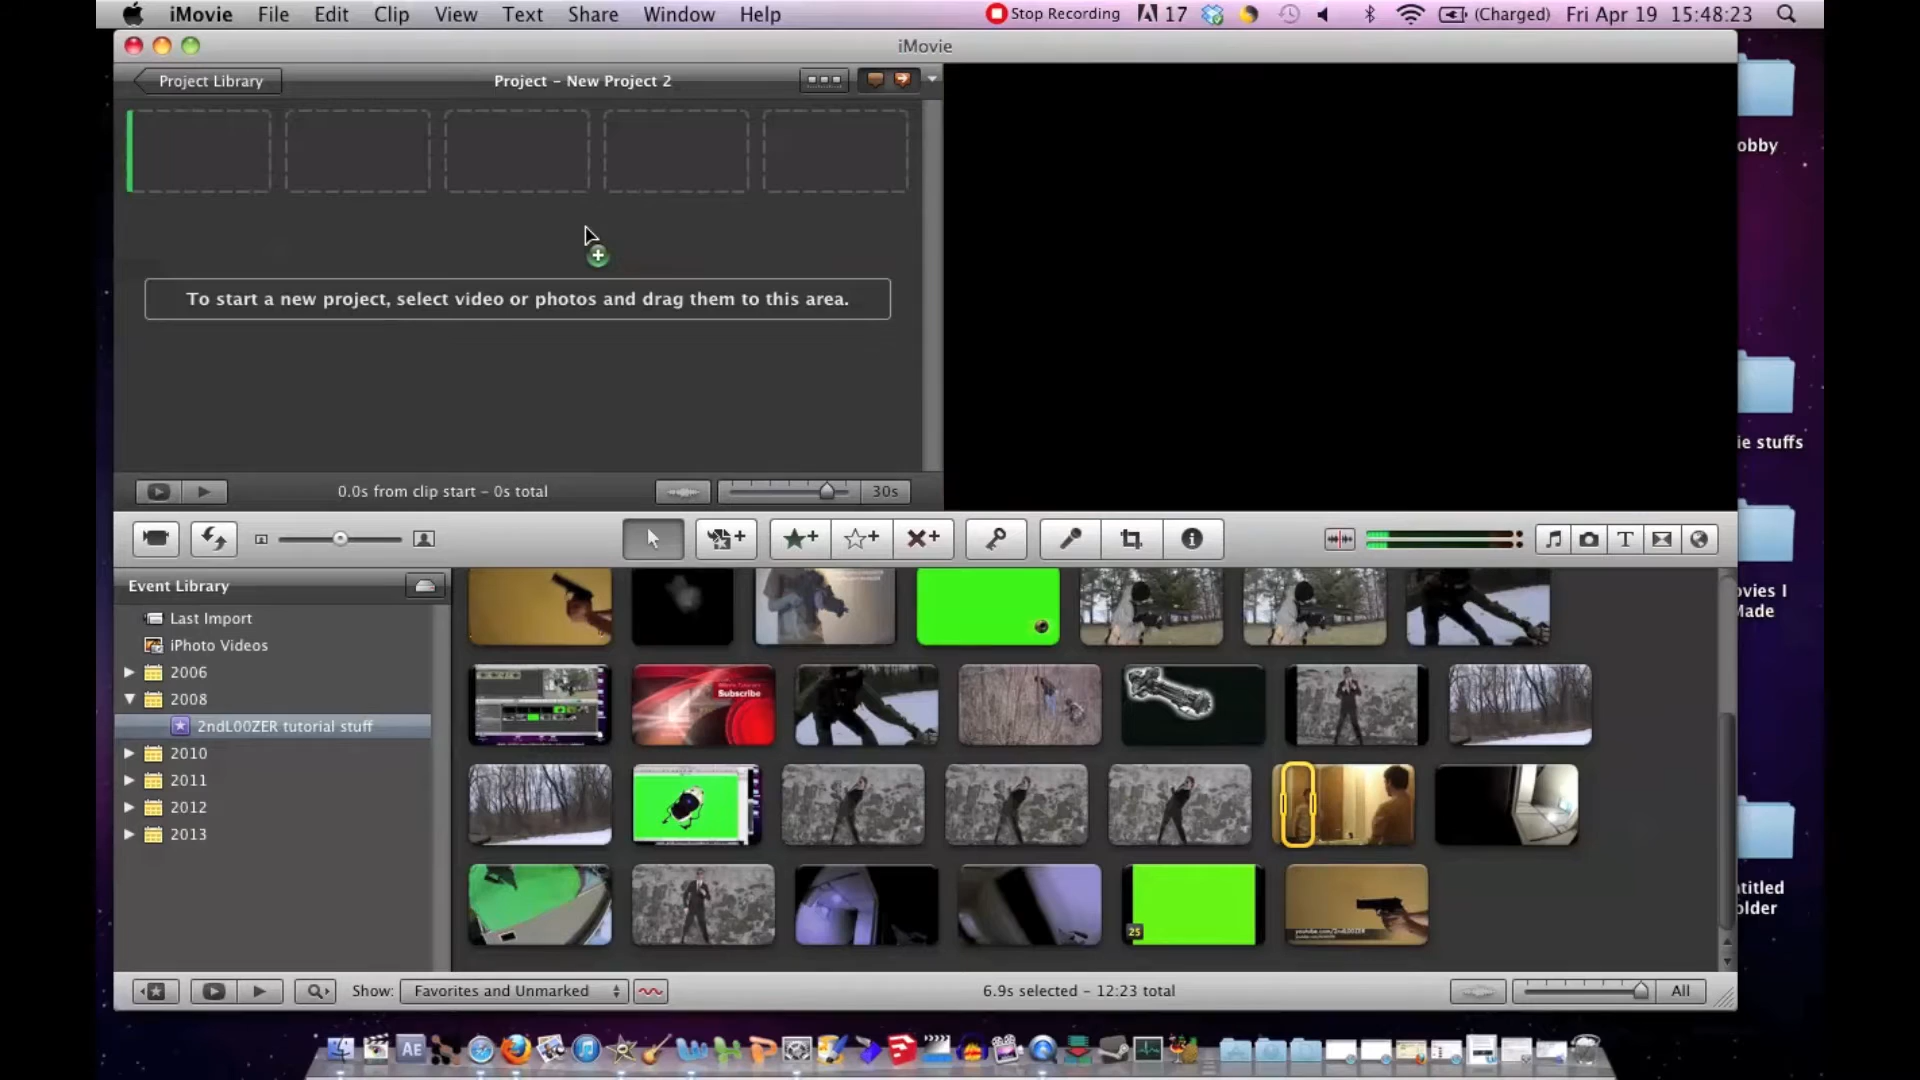 iMovie File Edit Clip View Text Share Window Help Stop Recording 17 (Charged) Fri Apr 19 15:48:23
iMovie
Project Library Project – New Project 2
To start a new project, select video or photos and drag them to this area.
0.0s from clip start – 0s total 30s
Event Library
Last Import
iPhoto Videos
2006
2008
2ndL00ZER tutorial stuff
2010
2011
2012
2013
Subscribe
25
Show: Favorites and Unmarked 6.9s selected – 12:23 total All
obby
ie stuffs
ovies I
Made
ntitled
older
AE